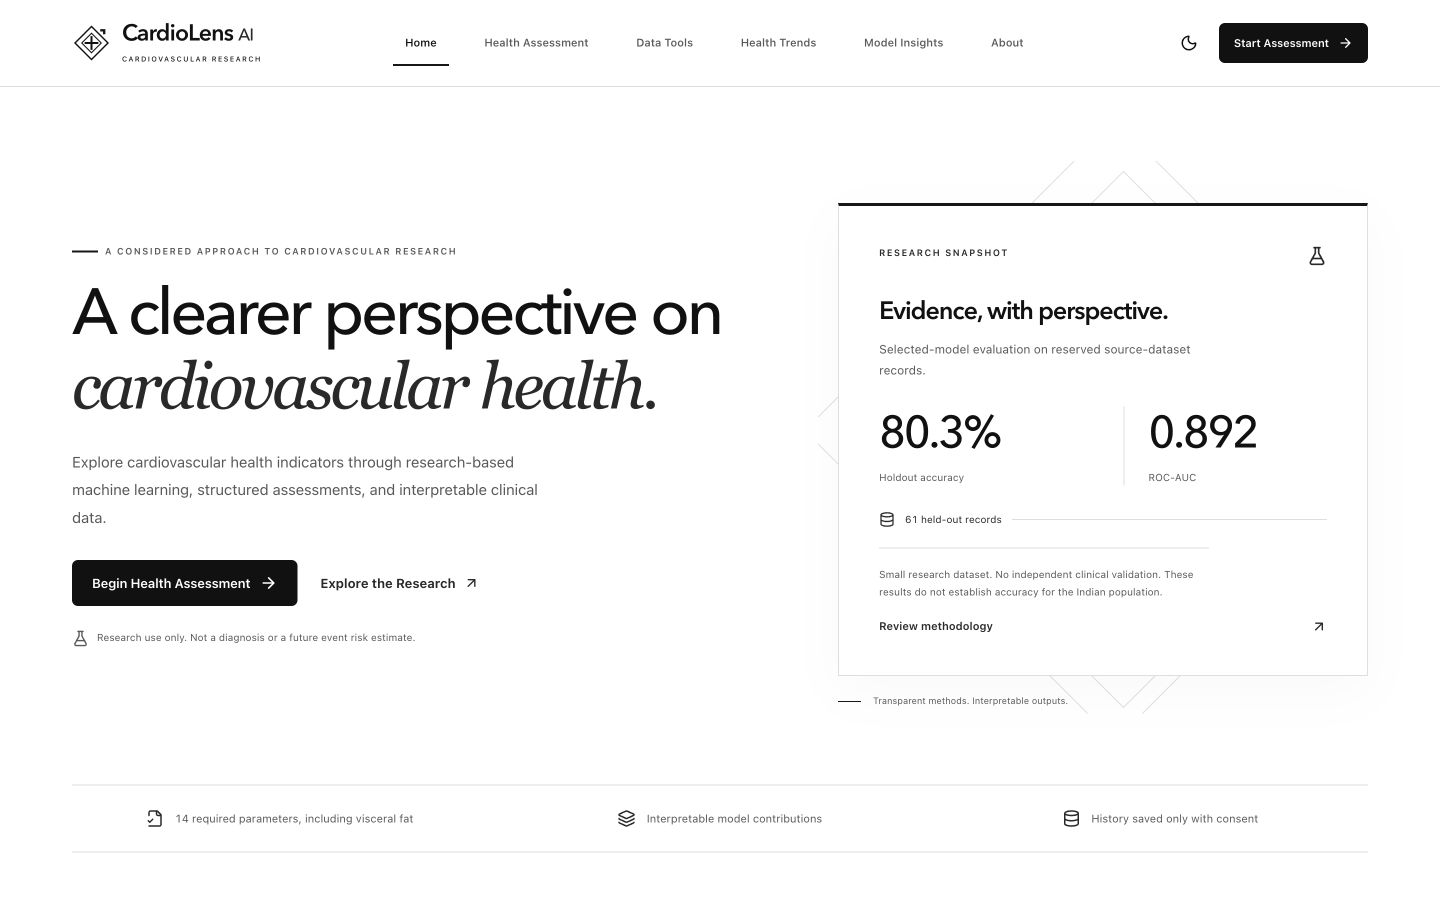 CardioLens AI
CARDIOVASCULAR RESEARCH
Home
Health Assessment
Data Tools
Health Trends
Model Insights
About
Start Assessment
A CONSIDERED APPROACH TO CARDIOVASCULAR RESEARCH
A clearer perspective on
cardiovascular health.
Explore cardiovascular health indicators through research-based
machine learning, structured assessments, and interpretable clinical
data.
Begin Health Assessment
Explore the Research
Research use only. Not a diagnosis or a future event risk estimate.
RESEARCH SNAPSHOT
Evidence, with perspective.
Selected-model evaluation on reserved source-dataset
records.
80.3%
Holdout accuracy
0.892
ROC-AUC
61 held-out records
Small research dataset. No independent clinical validation. These
results do not establish accuracy for the Indian population.
Review methodology
Transparent methods. Interpretable outputs.
14 required parameters, including visceral fat
Interpretable model contributions
History saved only with consent